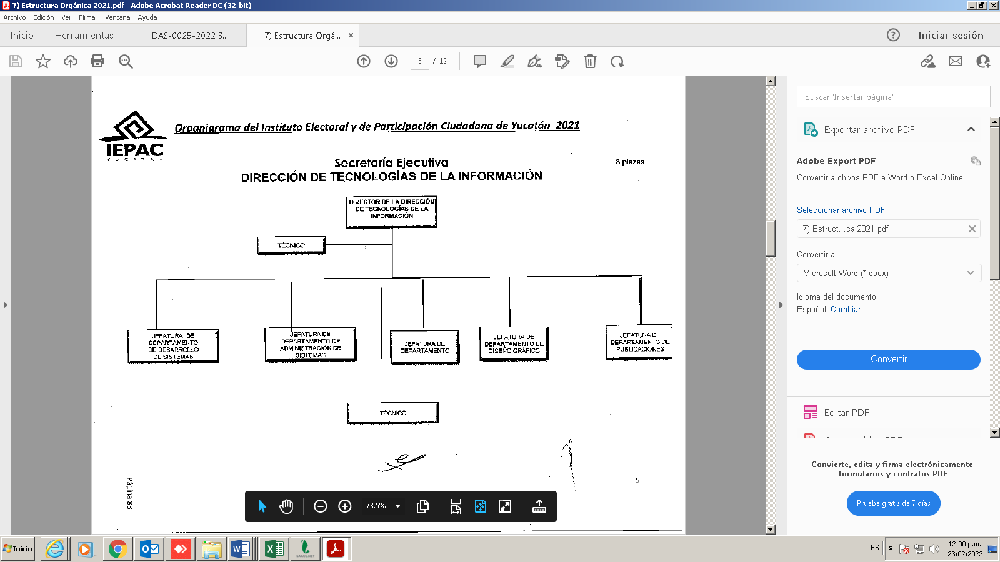 7) Estructura Orgánica 2021.pdf - Adobe Acrobat Reader DC (32-bit)
Archivo Edición Ver Firmar Ventana Ayuda
Inicio Herramientas DAS-0025-2022 S... 7) Estructura Orgá... × Iniciar sesión
5 / 12
Buscar 'Insertar página'
Exportar archivo PDF
Adobe Export PDF
Convertir archivos PDF a Word o Excel Online
Seleccionar archivo PDF
7) Estruct...ca 2021.pdf
Convertir a
Microsoft Word (*.docx)
Idioma del documento:
Español Cambiar
Convertir
Editar PDF
Convierte, edita y firma electrónicamente
formularios y contratos PDF
Prueba gratis de 7 días
IEPAC
YUCATÁN
Organigrama del Instituto Electoral y de Participación Ciudadana de Yucatán 2021
Secretaría Ejecutiva
8 plazas
DIRECCIÓN DE TECNOLOGÍAS DE LA INFORMACIÓN
DIRECTOR DE LA DIRECCIÓN
DE TECNOLOGÍAS DE LA
INFORMACIÓN
TÉCNICO
JEFATURA DE
DEPARTAMENTO
DE DESARROLLO
DE SISTEMAS
JEFATURA DE
DEPARTAMENTO DE
ADMINISTRACIÓN DE
SISTEMAS
JEFATURA DE
DEPARTAMENTO
JEFATURA DE
DEPARTAMENTO DE
DISEÑO GRÁFICO
JEFATURA DE
DEPARTAMENTO DE
PUBLICACIONES
TÉCNICO
5
Página 88
78.5%
Inicio
SAACG.NET
ES
12:00 p.m.
23/02/2022